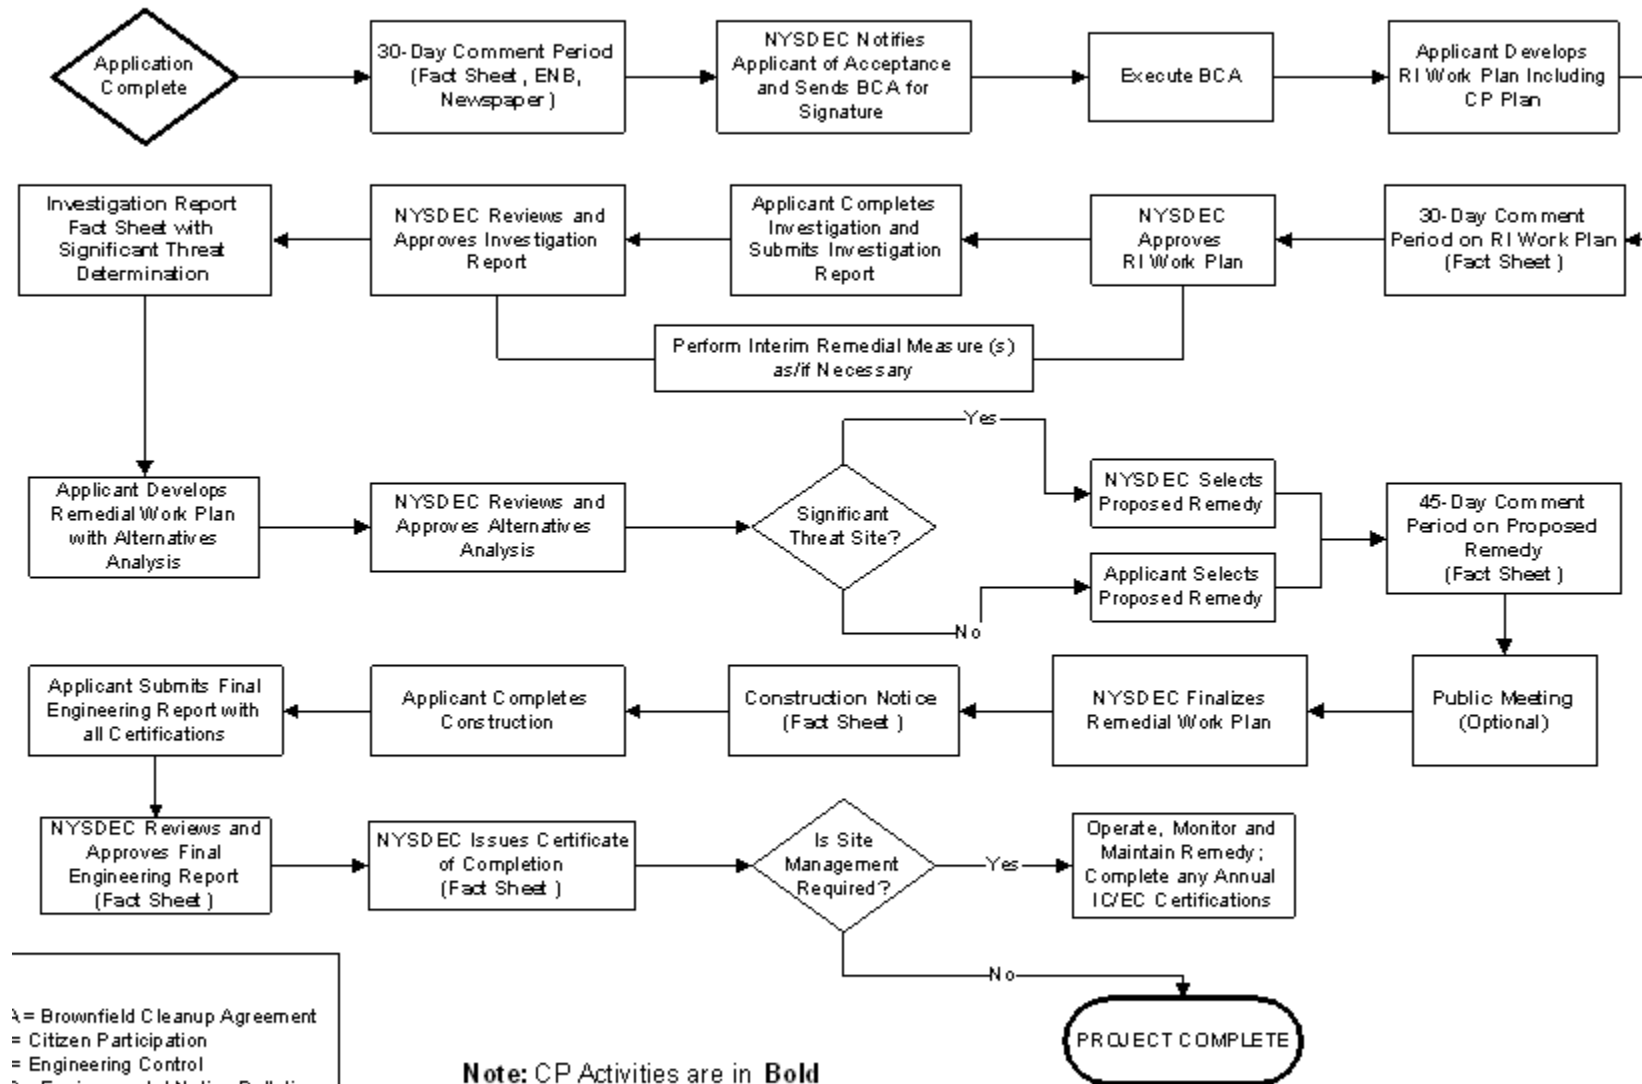 Application
Complete
30-Day Comment Period
(Fact Sheet, ENB,
Newspaper)
NYSDEC Notifies
Applicant of Acceptance
and Sends BCA for
Signature
Execute BCA
Applicant Develops
RI Work Plan Including
CP Plan
30-Day Comment
Period on RI Work Plan
(Fact Sheet)
NYSDEC
Approves
RI Work Plan
Applicant Completes
Investigation and
Submits Investigation
Report
NYSDEC Reviews and
Approves Investigation
Report
Investigation Report
Fact Sheet with
Significant Threat
Determination
Perform Interim Remedial Measure(s)
as/if Necessary
Applicant Develops
Remedial Work Plan
with Alternatives
Analysis
NYSDEC Reviews and
Approves Alternatives
Analysis
Significant
Threat Site?
Yes
No
NYSDEC Selects
Proposed Remedy
Applicant Selects
Proposed Remedy
45-Day Comment
Period on Proposed
Remedy
(Fact Sheet)
Public Meeting
(Optional)
NYSDEC Finalizes
Remedial Work Plan
Construction Notice
(Fact Sheet)
Applicant Completes
Construction
Applicant Submits Final
Engineering Report with
all Certifications
NYSDEC Reviews and
Approves Final
Engineering Report
(Fact Sheet)
NYSDEC Issues Certificate
of Completion
(Fact Sheet)
Is Site
Management
Required?
Yes
Operate, Monitor and
Maintain Remedy;
Complete any Annual
IC/EC Certifications
No
PROJECT COMPLETE
= Brownfield Cleanup Agreement
= Citizen Participation
= Engineering Control
Note: CP Activities are in Bold